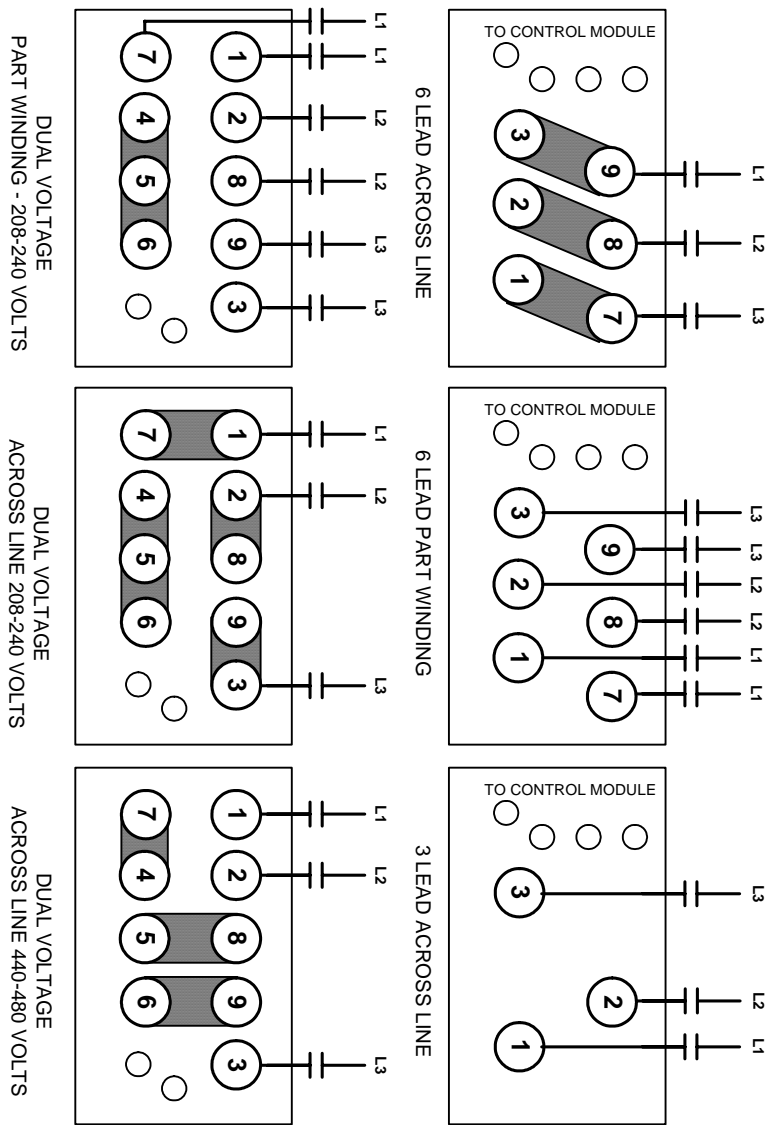 L1
L1
7
1
4
2
L2
5
8
L2
6
9
L3
3
L3
DUAL VOLTAGE
PART WINDING - 208-240 VOLTS
TO CONTROL MODULE
3
9
L1
2
8
L2
1
7
L3
6 LEAD ACROSS LINE
7
1
L1
4
2
L2
5
8
6
9
3
L3
DUAL VOLTAGE
ACROSS LINE 208-240 VOLTS
TO CONTROL MODULE
3
L3
9
L3
2
L2
8
L2
1
L1
7
L1
6 LEAD PART WINDING
7
1
L1
4
2
L2
5
8
6
9
3
L3
DUAL VOLTAGE
ACROSS LINE 440-480 VOLTS
TO CONTROL MODULE
3
L3
2
L2
1
L1
3 LEAD ACROSS LINE